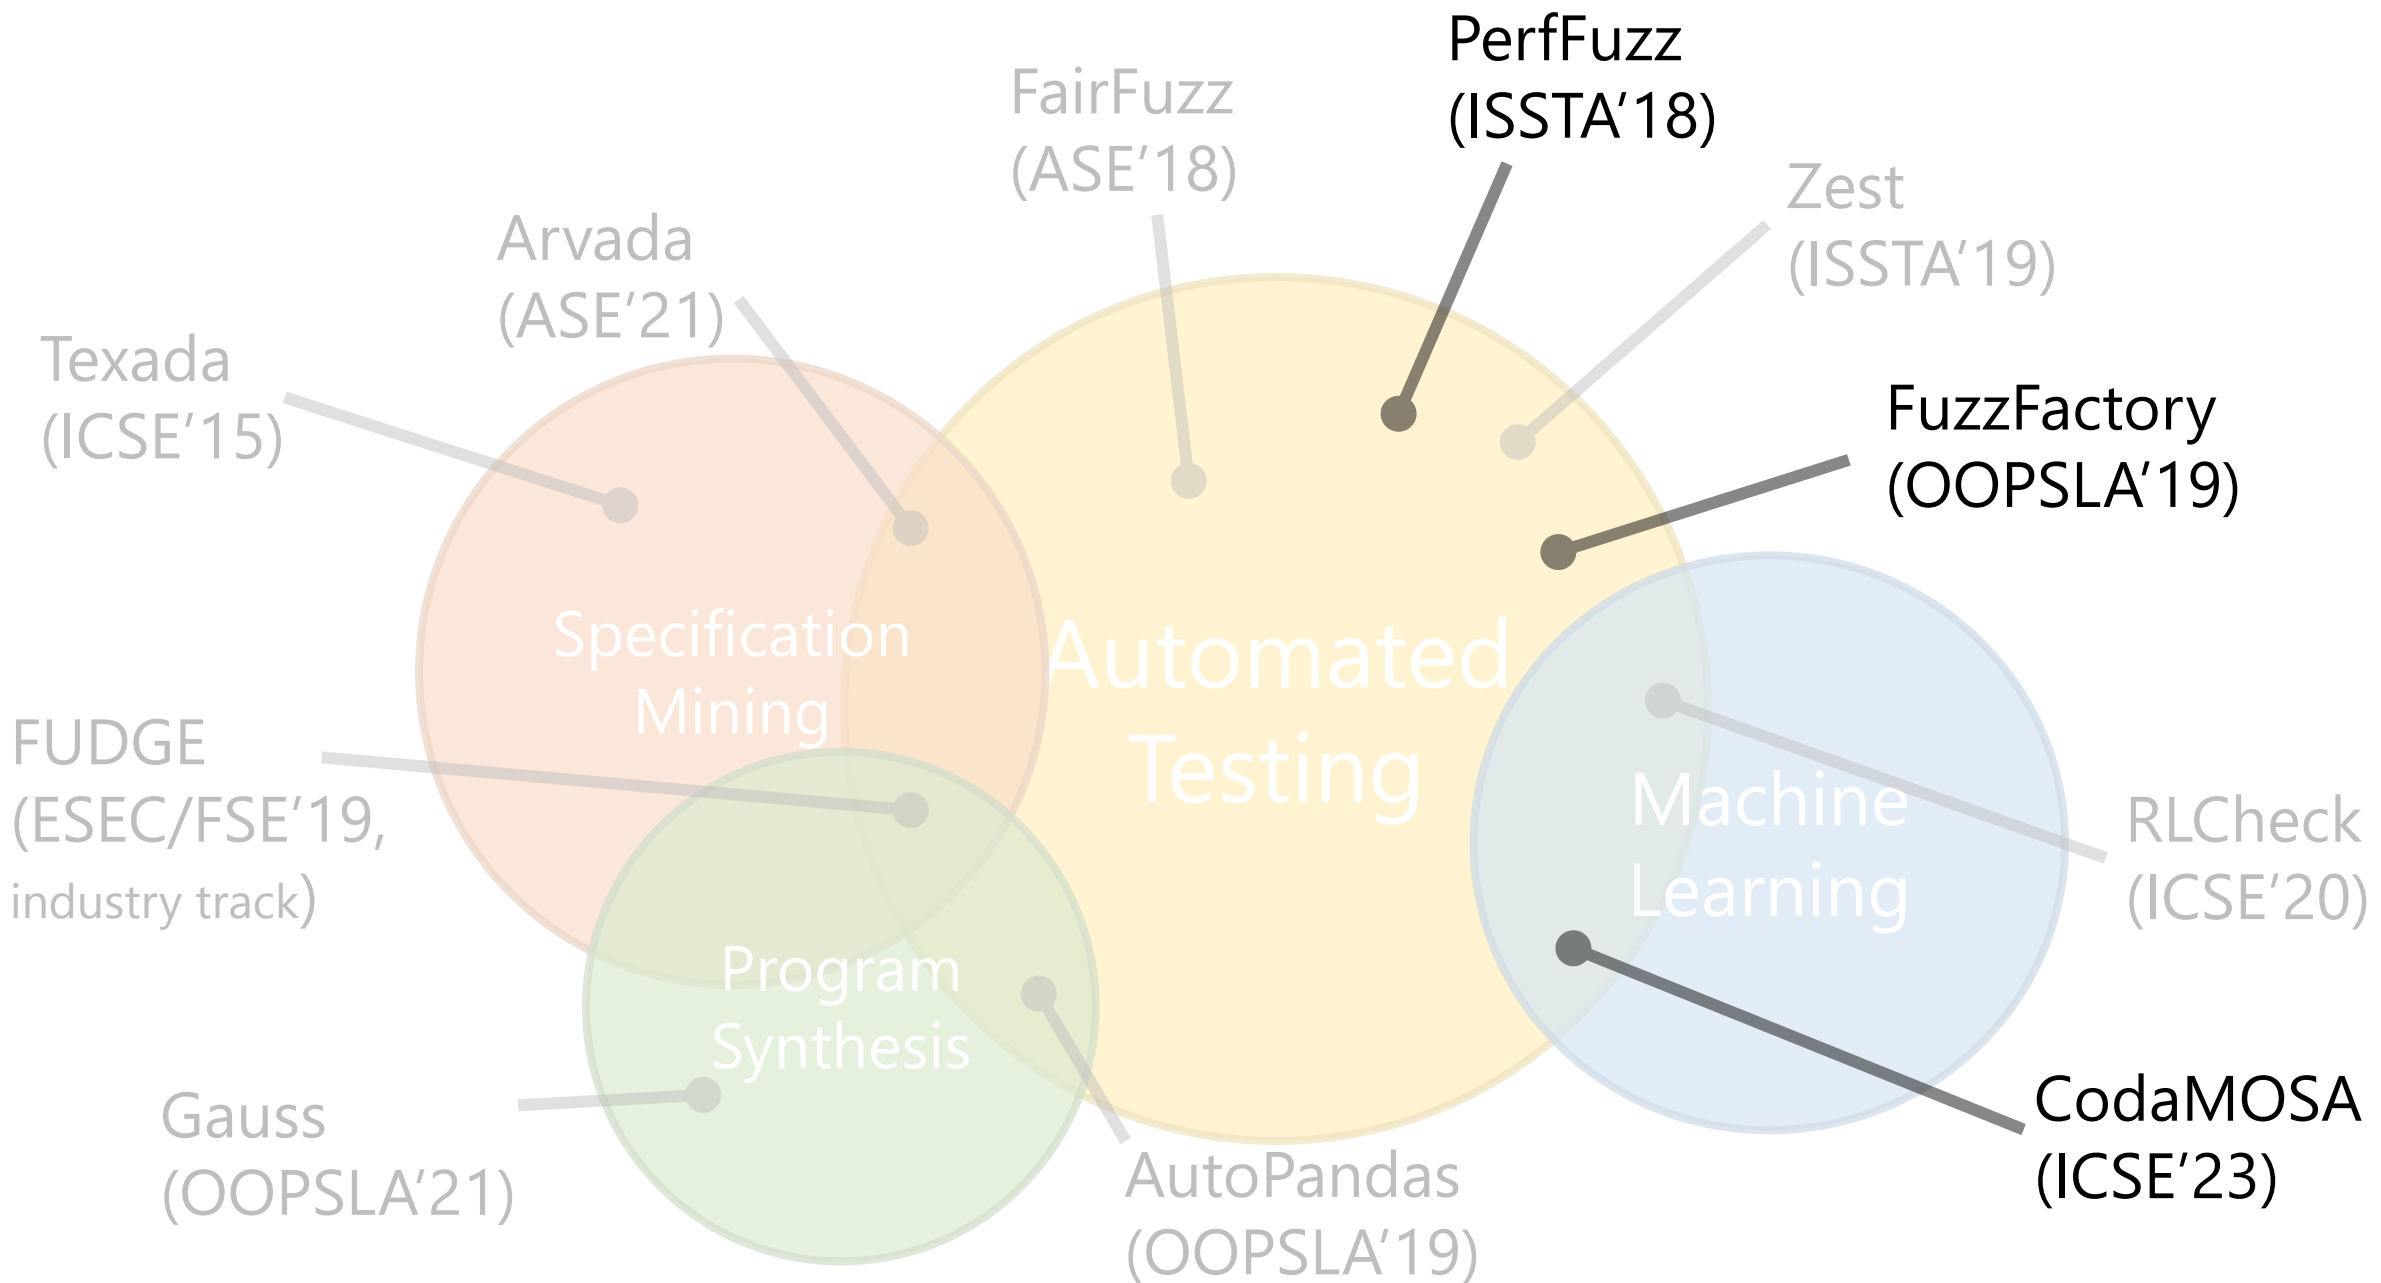 PerfFuzz
(ISSTA’18)
FairFuzz
(ASE’18)
Zest
(ISSTA’19)
Arvada
(ASE’21)
Texada
(ICSE’15)
FuzzFactory
(OOPSLA’19)
Specification
Mining
Automated
Testing
FUDGE
(ESEC/FSE’19,
industry track)
Machine
Learning
RLCheck
(ICSE’20)
Program
Synthesis
Gauss
(OOPSLA’21)
AutoPandas
(OOPSLA’19)
CodaMOSA
(ICSE’23)